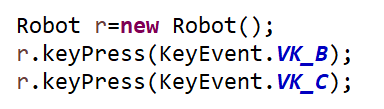 Robot r=new Robot();
r.keyPress(KeyEvent.VK_B);
r.keyPress(KeyEvent.VK_C);